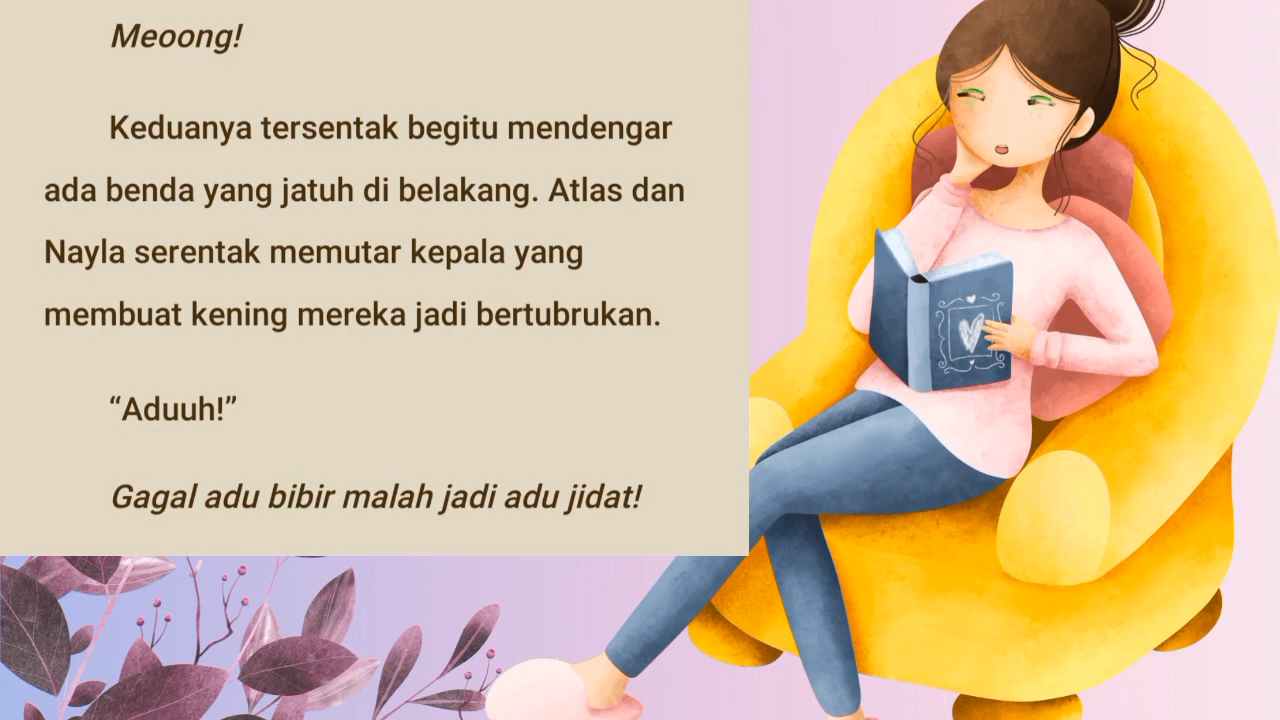 Meoong!
Keduanya tersentak begitu mendengar
ada benda yang jatuh di belakang. Atlas dan
Nayla serentak memutar kepala yang
membuat kening mereka jadi bertubrukan.
“Aduuh!”
Gagal adu bibir malah jadi adu jidat!